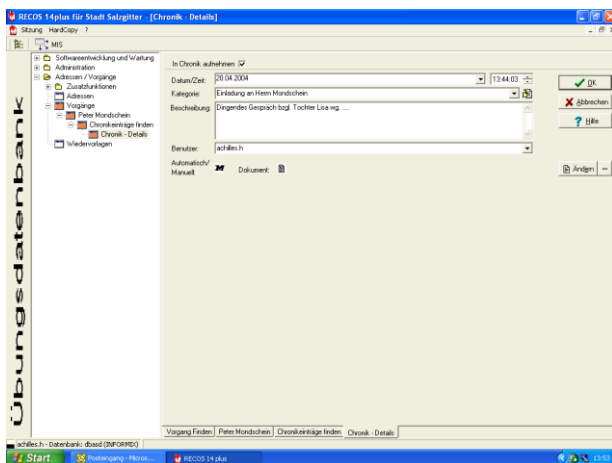 RECOS 14plus für Stadt Salzgitter - [Chronik - Details]
Sitzung HardCopy ?
MIS
Softwareentwicklung und Wartung
Administration
Adressen / Vorgänge
Zusatzfunktionen
Adressen
Vorgänge
Peter Mondschein
Chronikeinträge finden
Chronik - Details
Wiedervorlagen
Übungsdatenbank
In Chronik aufnehmen
Datum/Zeit: 20.04.2004 13:44:03
Kategorie: Einladung an Herrn Mondschein
Beschreibung: Dingendes Gespräch bzgl. Tochter Lisa wg. ...
Benutzer: achilles.h
Automatisch/
Manuell M Dokument:
OK
Abbrechen
Hilfe
Ändern
Vorgang Finden Peter Mondschein Chronikeinträge finden Chronik - Details
achilles.h - Datenbank: dbasd (INFORMIX)
Start Posteingang - Micros... RECOS 14 plus 13:53